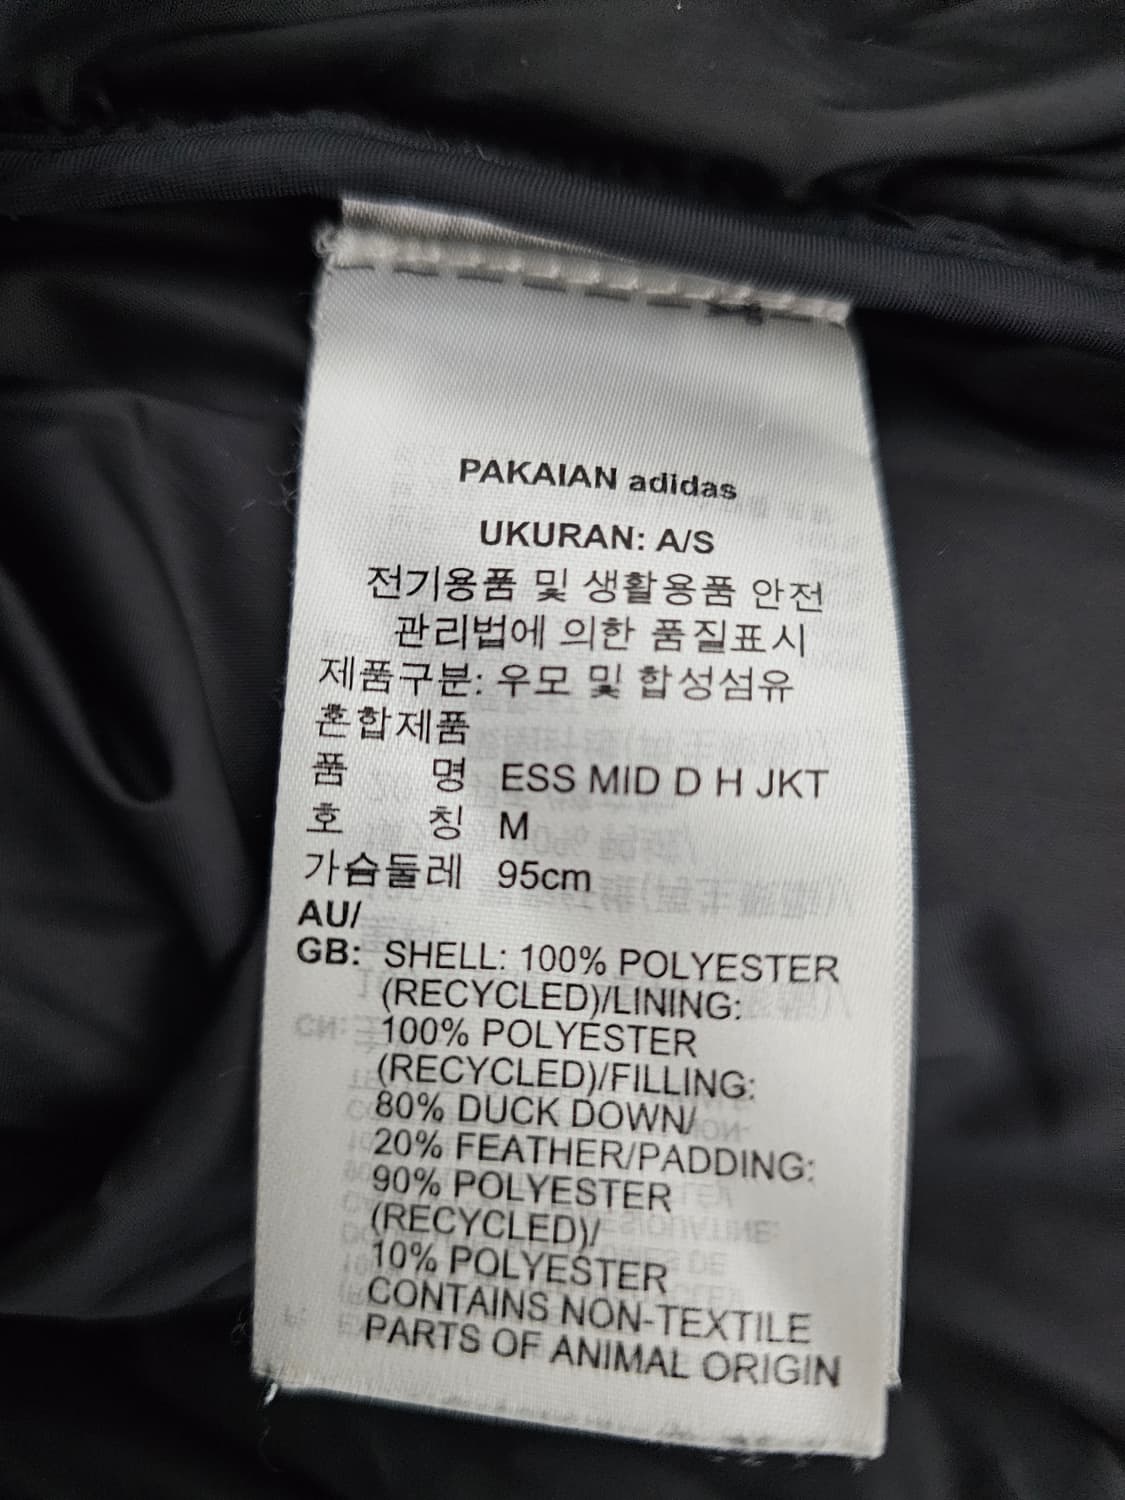 PAKAIAN adidas
UKURAN: A/S
전기용품 및 생활용품 안전
관리법에 의한 품질표시
제품구분: 우모 및 합성섬유
혼합제품
품 명 ESS MID D H JKT
호 칭 M
가슴둘레 95cm
AU/
GB: SHELL: 100% POLYESTER
(RECYCLED)/LINING:
100% POLYESTER
(RECYCLED)/FILLING:
80% DUCK DOWN/
20% FEATHER/PADDING:
90% POLYESTER
(RECYCLED)/
10% POLYESTER
CONTAINS NON-TEXTILE
PARTS OF ANIMAL ORIGIN